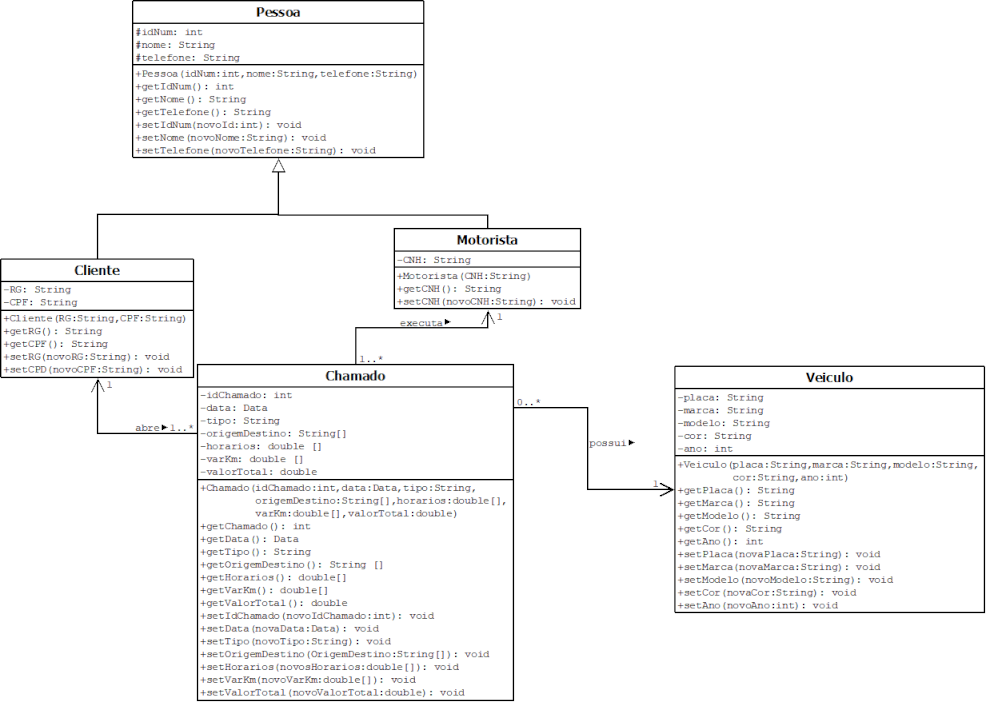 Pessoa
#idNum: int
#nome: String
#telefone: String
+Pessoa(idNum:int,nome:String,telefone:String)
+getIdNum(): int
+getNome(): String
+getTelefone(): String
+setIdNum(novoId:int): void
+setNome(novoNome:String): void
+setTelefone(novoTelefone:String): void
Motorista
-CNH: String
+Motorista(CNH:String)
+getCNH(): String
+setCNH(novoCNH:String): void
Cliente
-RG: String
-CPF: String
+Cliente(RG:String,CPF:String)
+getRG(): String
+getCPF(): String
+setRG(novoRG:String): void
+setCPD(novoCPF:String): void
executa
1
1..*
1
abre
1..*
Chamado
-idChamado: int
-data: Data
-tipo: String
-origemDestino: String[]
-horarios: double []
-varKm: double []
-valorTotal: double
+Chamado(idChamado:int,data:Data,tipo:String,
origemDestino:String[],horarios:double[],
varKm:double[],valorTotal:double)
+getChamado(): int
+getData(): Data
+getTipo(): String
+getOrigemDestino(): String []
+getHorarios(): double[]
+getVarKm(): double[]
+getValorTotal(): double
+setIdChamado(novoIdChamado:int): void
+setData(novaData:Data): void
+setTipo(novoTipo:String): void
+setOrigemDestino(OrigemDestino:String[]): void
+setHorarios(novosHorarios:double[]): void
+setVarKm(novoVarKm:double[]): void
+setValorTotal(novoValorTotal:double): void
0..*
possui
1
Veiculo
-placa: String
-marca: String
-modelo: String
-cor: String
-ano: int
+Veiculo(placa:String,marca:String,modelo:String,
cor:String,ano:int)
+getPlaca(): String
+getMarca(): String
+getModelo(): String
+getCor(): String
+getAno(): int
+setPlaca(novaPlaca:String): void
+setMarca(novaMarca:String): void
+setModelo(novoModelo:String): void
+setCor(novaCor:String): void
+setAno(novoAno:int): void